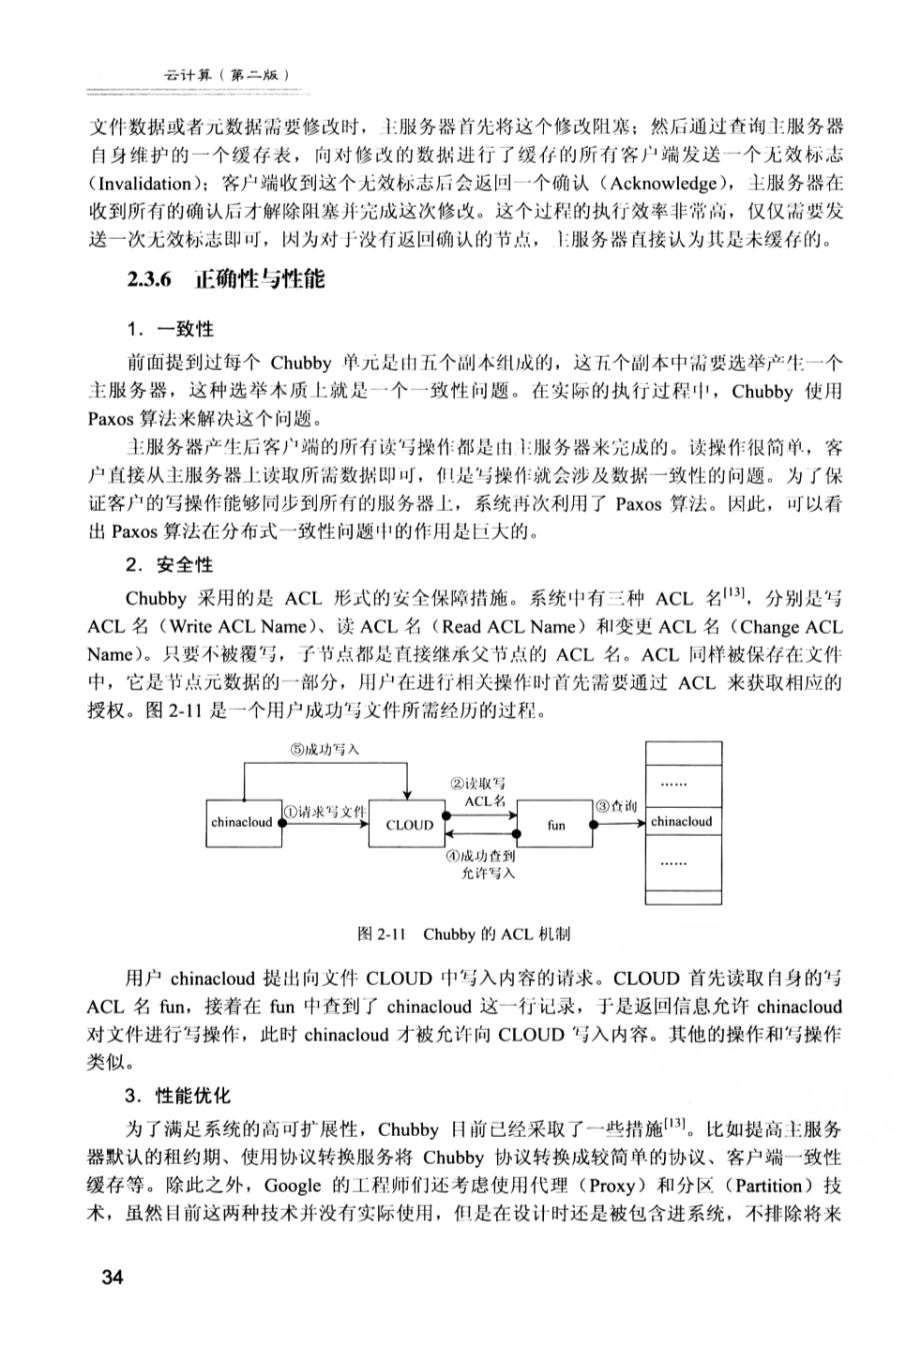 云计算（第二版）
文件数据或者元数据需要修改时，主服务器首先将这个修改阻塞；然后通过查询主服务器
自身维护的一个缓存表，向对修改的数据进行了缓存的所有客户端发送一个无效标志
（Invalidation）；客户端收到这个无效标志后会返回一个确认（Acknowledge），主服务器在
收到所有的确认后才解除阻塞并完成这次修改。这个过程的执行效率非常高，仅仅需要发
送一次无效标志即可，因为对于没有返回确认的节点，主服务器直接认为其是未缓存的。
2.3.6 正确性与性能
1．一致性
前面提到过每个 Chubby 单元是由五个副本组成的，这五个副本中需要选举产生一个
主服务器，这种选举本质上就是一个一致性问题。在实际的执行过程中，Chubby 使用
Paxos 算法来解决这个问题。
主服务器产生后客户端的所有读写操作都是由主服务器来完成的。读操作很简单，客
户直接从主服务器上读取所需数据即可，但是写操作就会涉及数据一致性的问题。为了保
证客户的写操作能够同步到所有的服务器上，系统再次利用了 Paxos 算法。因此，可以看
出 Paxos 算法在分布式一致性问题中的作用是巨大的。
2．安全性
Chubby 采用的是 ACL 形式的安全保障措施。系统中有三种 ACL 名[13]，分别是写
ACL 名（Write ACL Name）、读 ACL 名（Read ACL Name）和变更 ACL 名（Change ACL
Name）。只要不被覆写，子节点都是直接继承父节点的 ACL 名。ACL 同样被保存在文件
中，它是节点元数据的一部分，用户在进行相关操作时首先需要通过 ACL 来获取相应的
授权。图 2-11 是一个用户成功写文件所需经历的过程。
⑤成功写入
chinacloud
①请求写文件
CLOUD
②读取写
ACL名
④成功查到
允许写入
fun
③查询
……
chinacloud
……
图 2-11 Chubby 的 ACL 机制
用户 chinacloud 提出向文件 CLOUD 中写入内容的请求。CLOUD 首先读取自身的写
ACL 名 fun，接着在 fun 中查到了 chinacloud 这一行记录，于是返回信息允许 chinacloud
对文件进行写操作，此时 chinacloud 才被允许向 CLOUD 写入内容。其他的操作和写操作
类似。
3．性能优化
为了满足系统的高可扩展性，Chubby 目前已经采取了一些措施[13]。比如提高主服务
器默认的租约期、使用协议转换服务将 Chubby 协议转换成较简单的协议、客户端一致性
缓存等。除此之外，Google 的工程师们还考虑使用代理（Proxy）和分区（Partition）技
术，虽然目前这两种技术并没有实际使用，但是在设计时还是被包含进系统，不排除将来
34